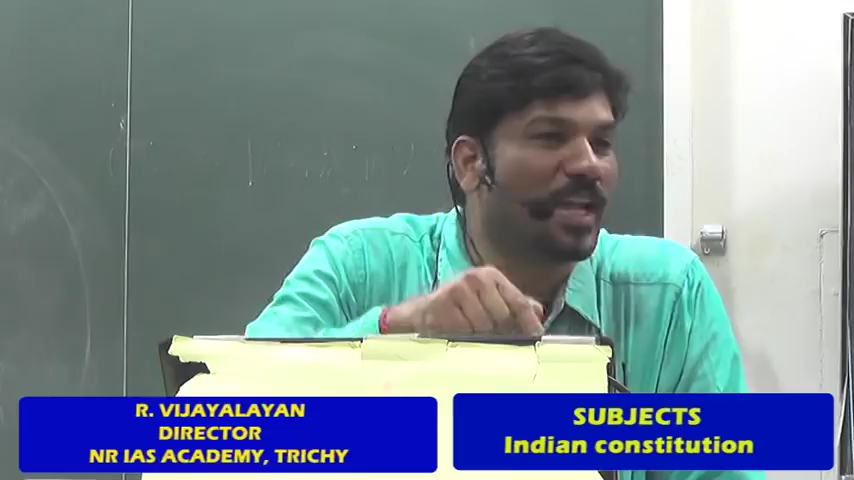 R. VIJAYALAYAN
DIRECTOR
NR IAS ACADEMY, TRICHY
SUBJECTS
Indian constitution